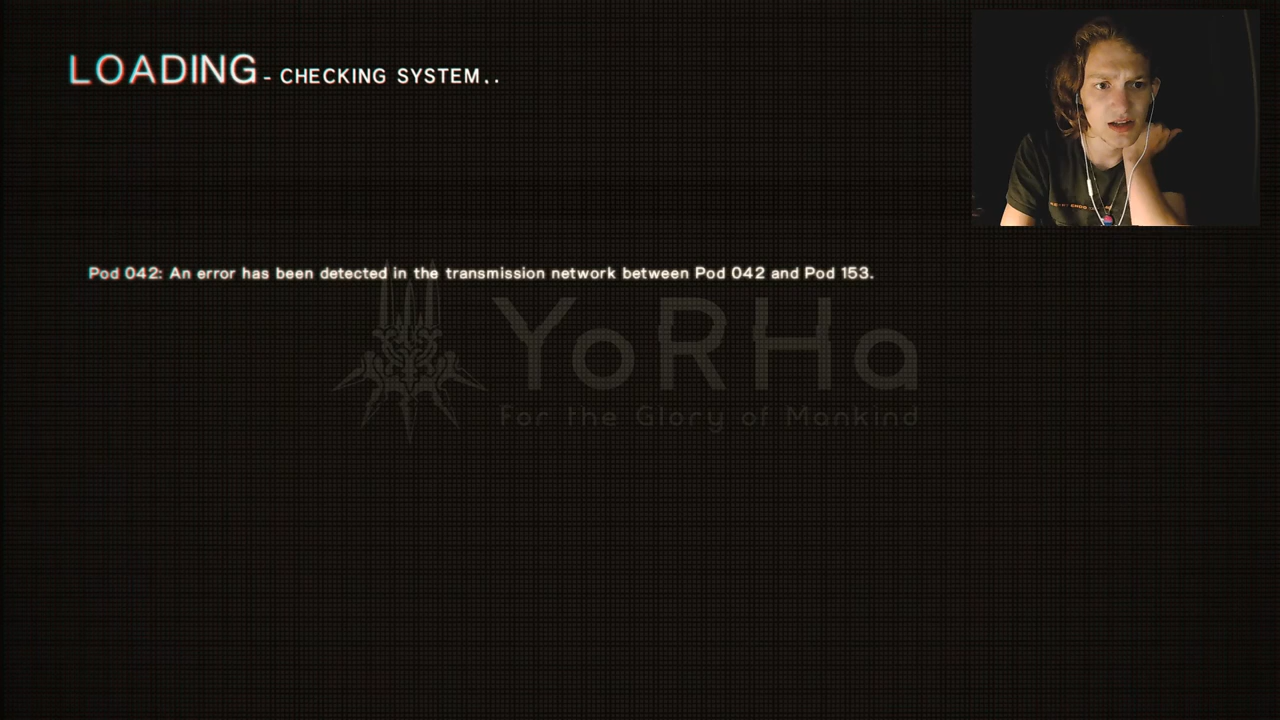 LOADING - CHECKING SYSTEM..
Pod 042: An error has been detected in the transmission network between Pod 042 and Pod 153.
YoRHa
For the Glory of Mankind